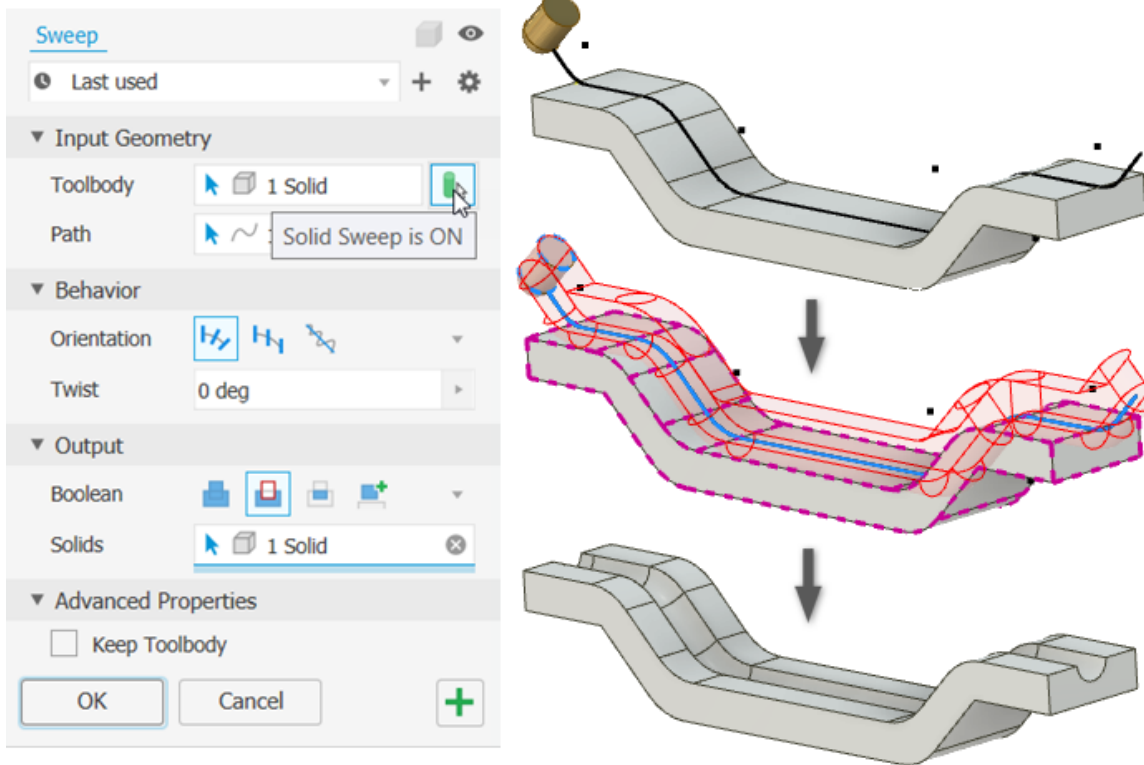 Sweep
Last used
Input Geometry
Toolbody 1 Solid
Path
Solid Sweep is ON
Behavior
Orientation
Twist 0 deg
Output
Boolean
Solids 1 Solid
Advanced Properties
Keep Toolbody
OK Cancel